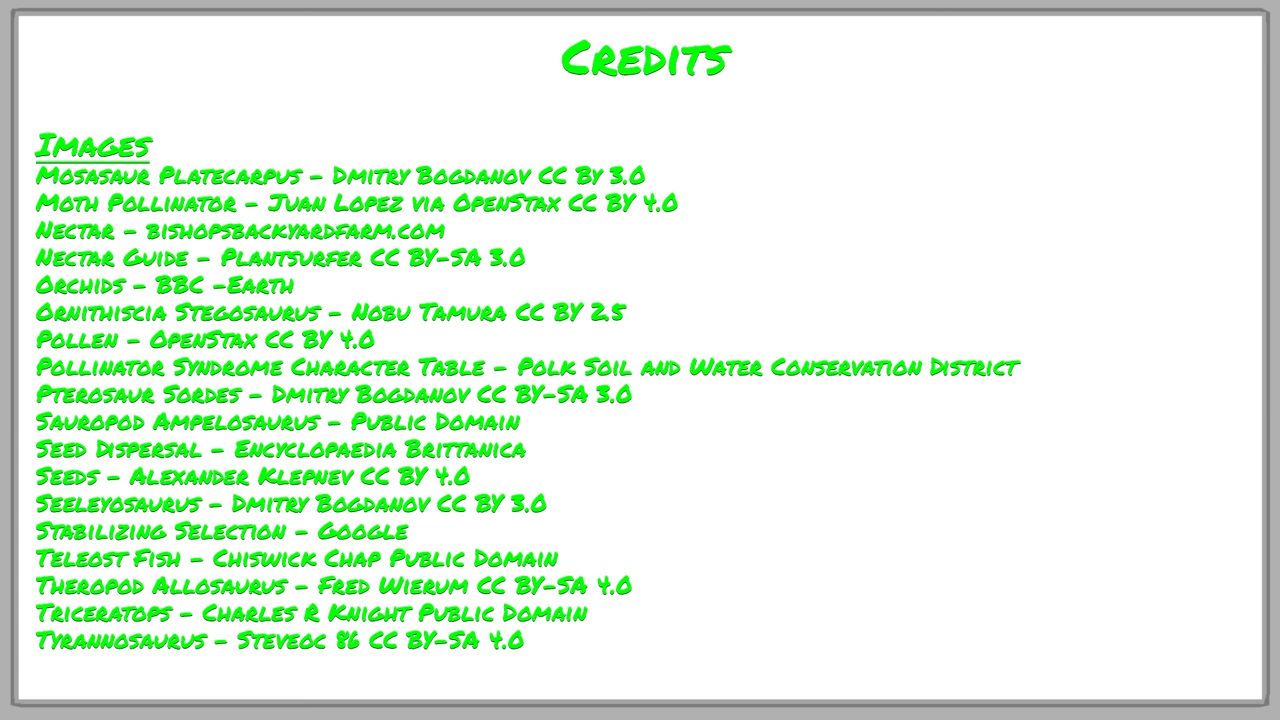 Credits
Images
Mosasaur Platecarpus - Dmitry Bogdanov CC By 3.0
Moth Pollinator - Juan Lopez via OpenStax CC BY 4.0
Nectar - bishopsbackyardfarm.com
Nectar Guide - Plantsurfer CC BY-SA 3.0
Orchids - BBC -Earth
Ornithiscia Stegosaurus - Nobu Tamura CC BY 2.5
Pollen - OpenStax CC BY 4.0
Pollinator Syndrome Character Table - Polk Soil and Water Conservation District
Pterosaur Sordes - Dmitry Bogdanov CC BY-SA 3.0
Sauropod Ampelosaurus - Public Domain
Seed Dispersal - Encyclopaedia Brittanica
Seeds - Alexander Klepnev CC BY 4.0
Seeleyosaurus - Dmitry Bogdanov CC BY 3.0
Stabilizing Selection - Google
Teleost Fish - Chiswick Chap Public Domain
Theropod Allosaurus - Fred Wierum CC BY-SA 4.0
Triceratops - Charles R Knight Public Domain
Tyrannosaurus - Steveoc 86 CC BY-SA 4.0